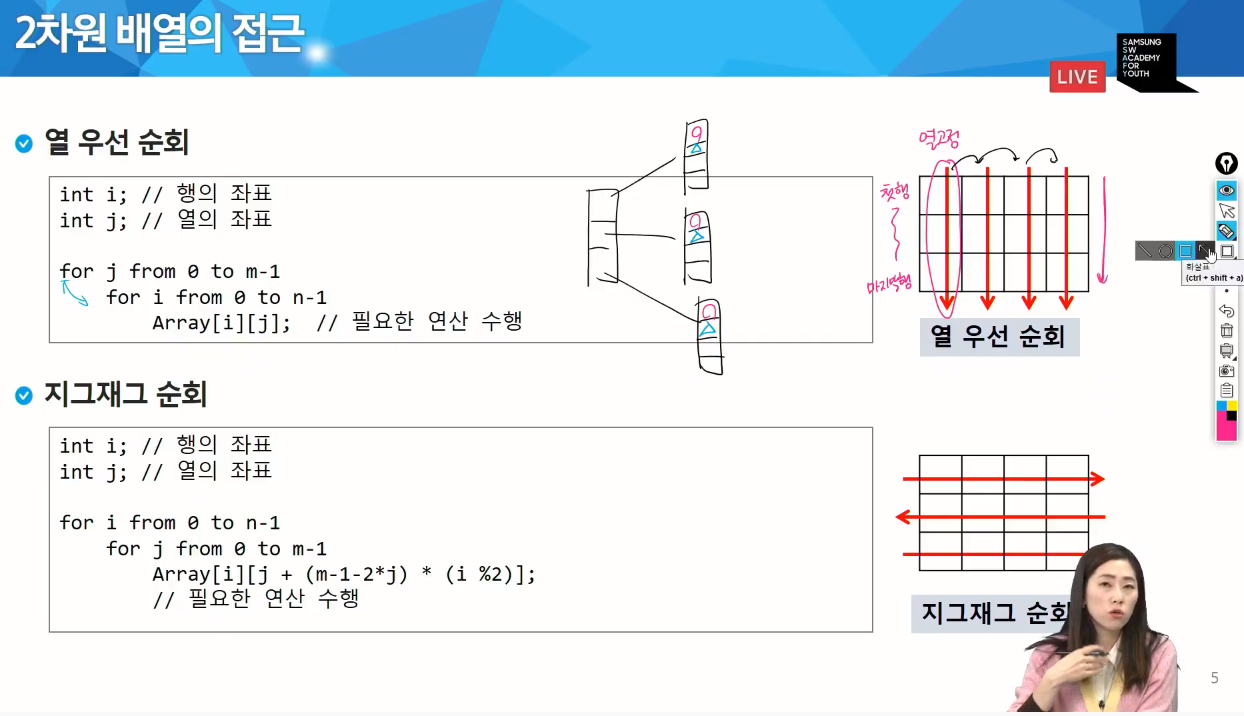 2차원 배열의 접근
SAMSUNG
SW
ACADEMY
FOR
YOUTH
LIVE
열 우선 순회
int i; // 행의 좌표
int j; // 열의 좌표
for j from 0 to m-1
for i from 0 to n-1
Array[i][j]; // 필요한 연산 수행
열고정
첫행
마지막행
열 우선 순회
화살표
(ctrl + shift + a)
지그재그 순회
int i; // 행의 좌표
int j; // 열의 좌표
for i from 0 to n-1
for j from 0 to m-1
Array[i][j + (m-1-2*j) * (i %2)];
// 필요한 연산 수행
지그재그 순회
5